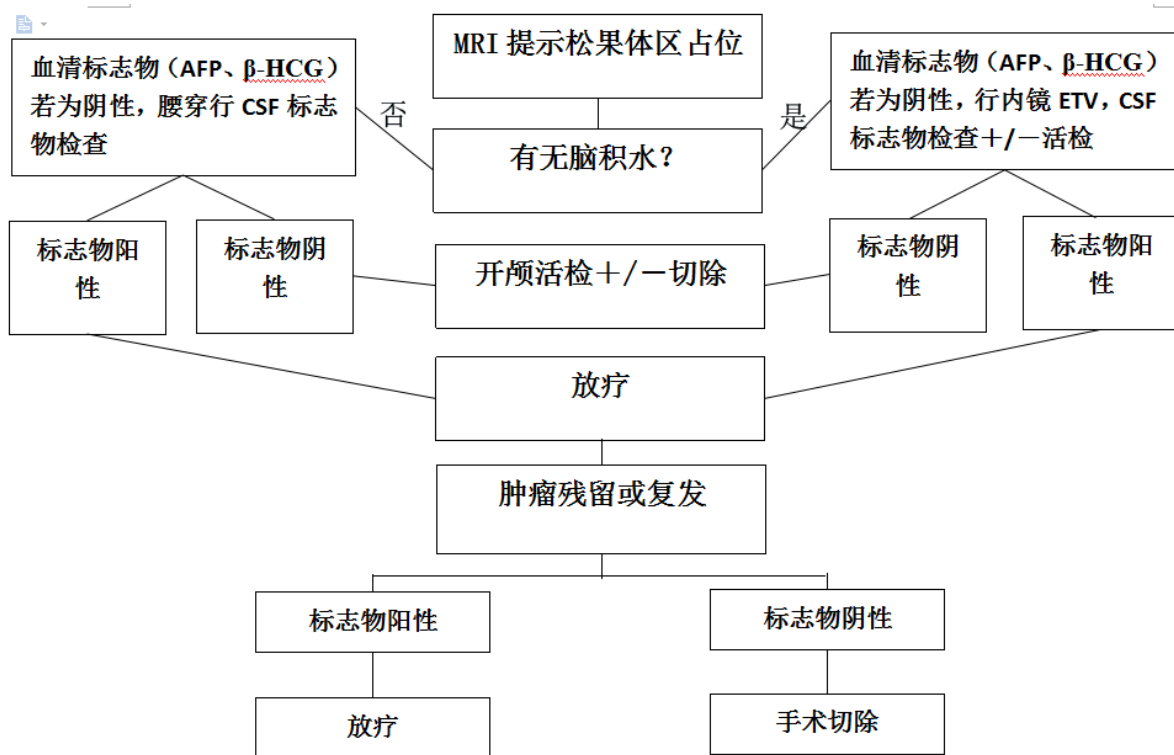 MRI 提示松果体区占位
血清标志物（AFP、β-HCG）
若为阴性，腰穿行 CSF 标志
物检查
否
有无脑积水？
是
血清标志物（AFP、β-HCG）
若为阴性，行内镜 ETV，CSF
标志物检查＋/－活检
标志物阳
性
标志物阴
性
开颅活检＋/－切除
标志物阴
性
标志物阳
性
放疗
肿瘤残留或复发
标志物阳性
标志物阴性
放疗
手术切除